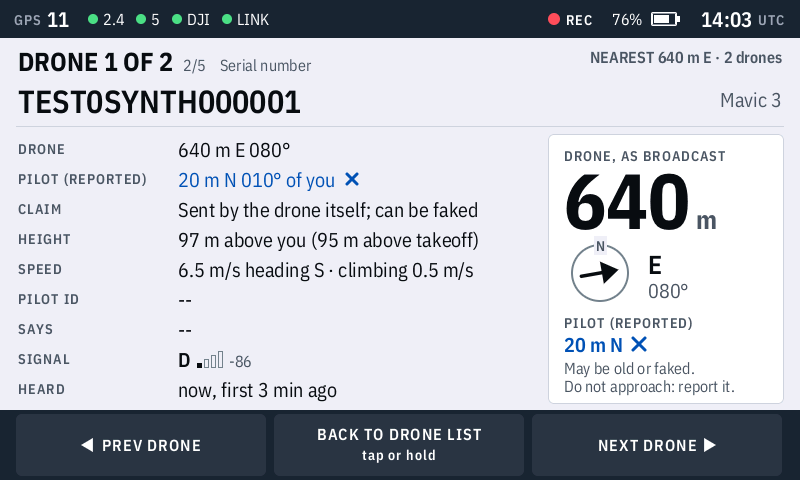 GPS 11 2.4 5 DJI LINK REC 76% 14:03 UTC
DRONE 1 OF 2 2/5 Serial number NEAREST 640 m E · 2 drones
TEST0SYNTH000001 Mavic 3
DRONE 640 m E 080°
PILOT (REPORTED) 20 m N 010° of you
CLAIM Sent by the drone itself; can be faked
HEIGHT 97 m above you (95 m above takeoff)
SPEED 6.5 m/s heading S · climbing 0.5 m/s
PILOT ID --
SAYS --
SIGNAL D -86
HEARD now, first 3 min ago
DRONE, AS BROADCAST
640 m
N
E
080°
PILOT (REPORTED)
20 m N
May be old or faked.
Do not approach: report it.
PREV DRONE
BACK TO DRONE LIST
tap or hold
NEXT DRONE